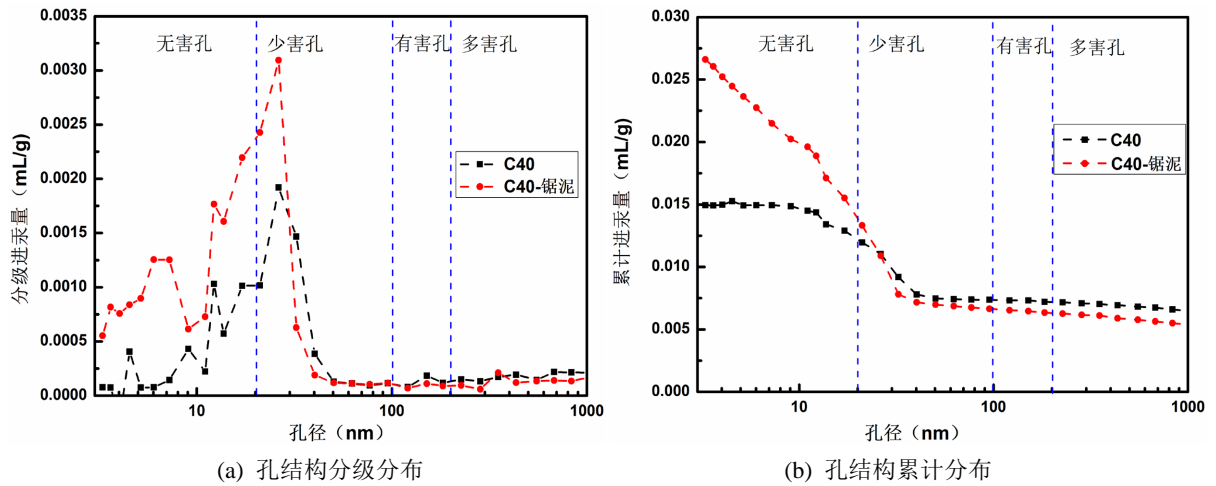 0.0035
0.0030
0.0025
0.0020
0.0015
0.0010
0.0005
0.0000
分级进汞量（mL/g）
无害孔 少害孔 有害孔 多害孔
C40
C40-锯泥
10 100 1000
孔径（nm）
(a) 孔结构分级分布
0.030
0.025
0.020
0.015
0.010
0.005
0.000
累计进汞量（mL/g）
无害孔 少害孔 有害孔 多害孔
C40
C40-锯泥
10 100 1000
孔径（nm）
(b) 孔结构累计分布